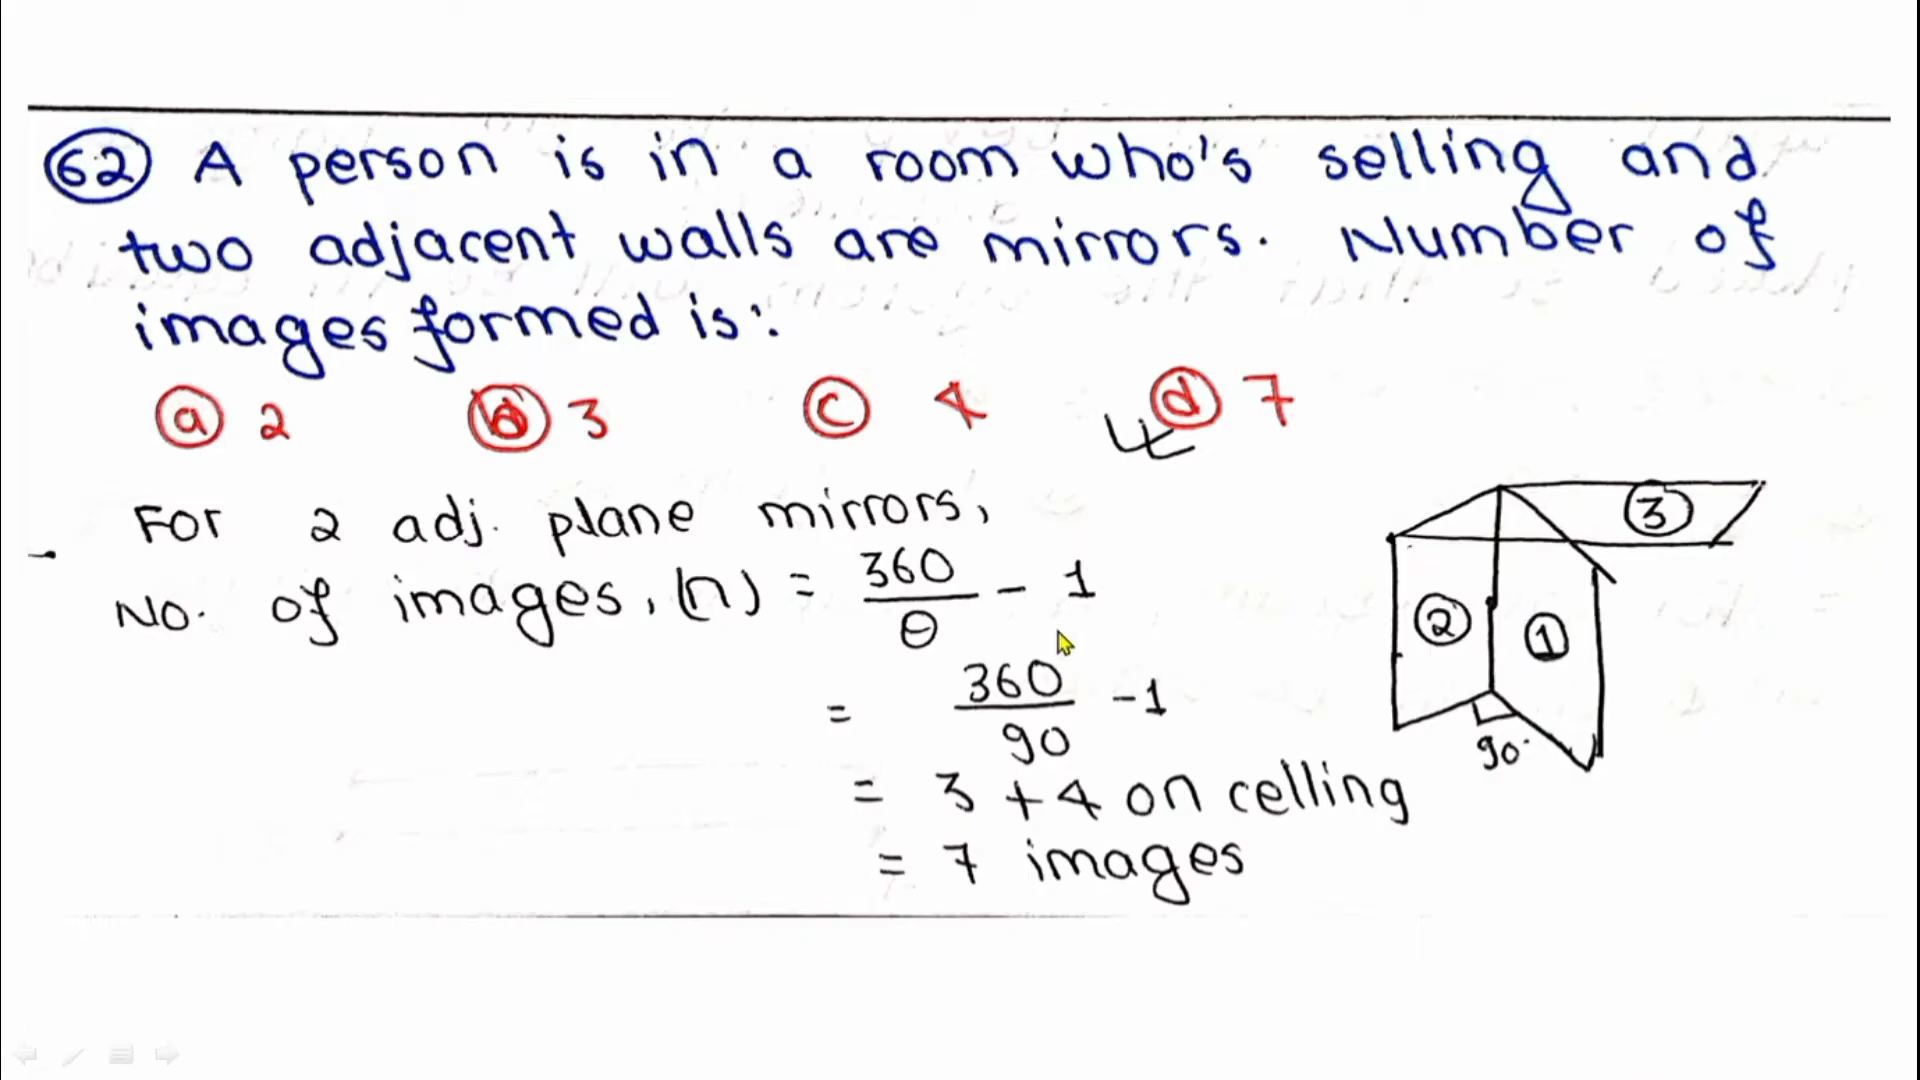 62 A person is in a room who's selling and
two adjacent walls are mirrors. Number of
images formed is:
a 2 b 3 c 4 d 7
For 2 adj. plane mirrors,
No. of images, (n) = 360/θ - 1
= 360/90 - 1
= 3 + 4 on celling
= 7 images
3
2
1
90°